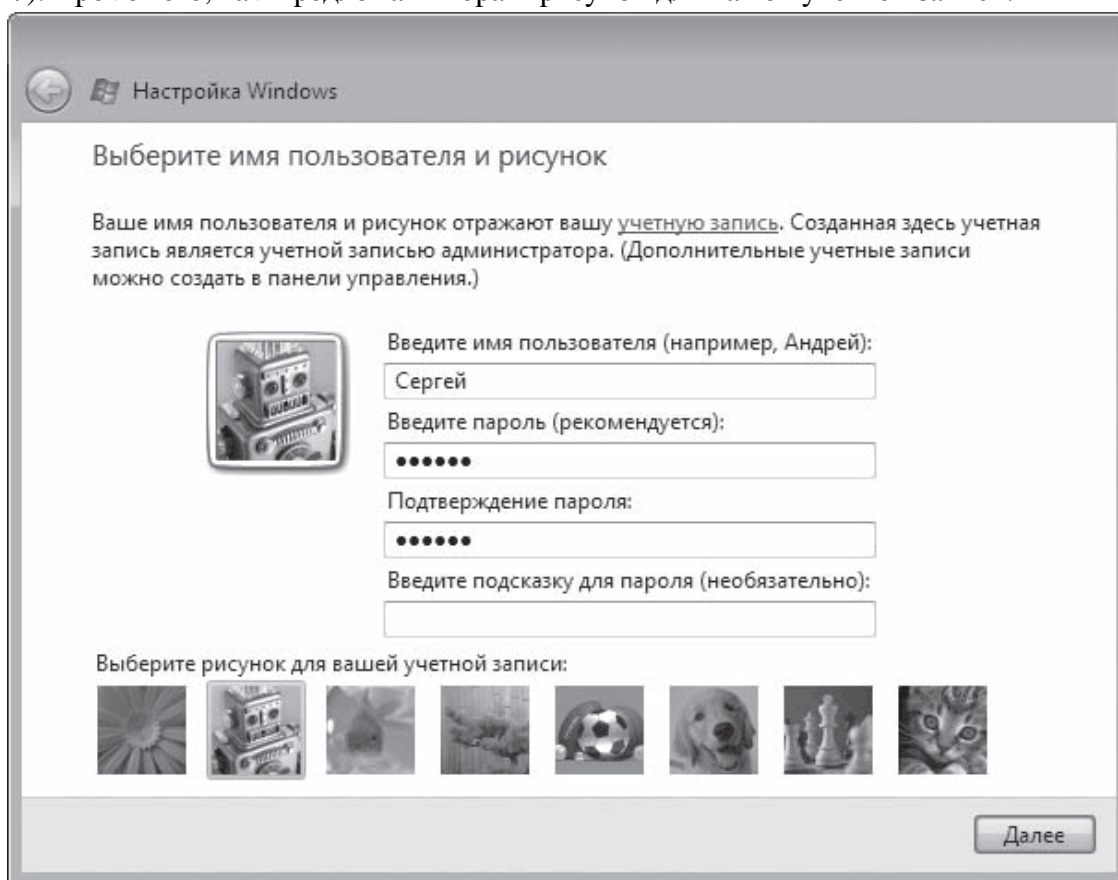 Настройка Windows
Выберите имя пользователя и рисунок
Ваше имя пользователя и рисунок отражают вашу учетную запись. Созданная здесь учетная
запись является учетной записью администратора. (Дополнительные учетные записи
можно создать в панели управления.)
Введите имя пользователя (например, Андрей):
Сергей
Введите пароль (рекомендуется):
••••••
Подтверждение пароля:
••••••
Введите подсказку для пароля (необязательно):
Выберите рисунок для вашей учетной записи:
Далее